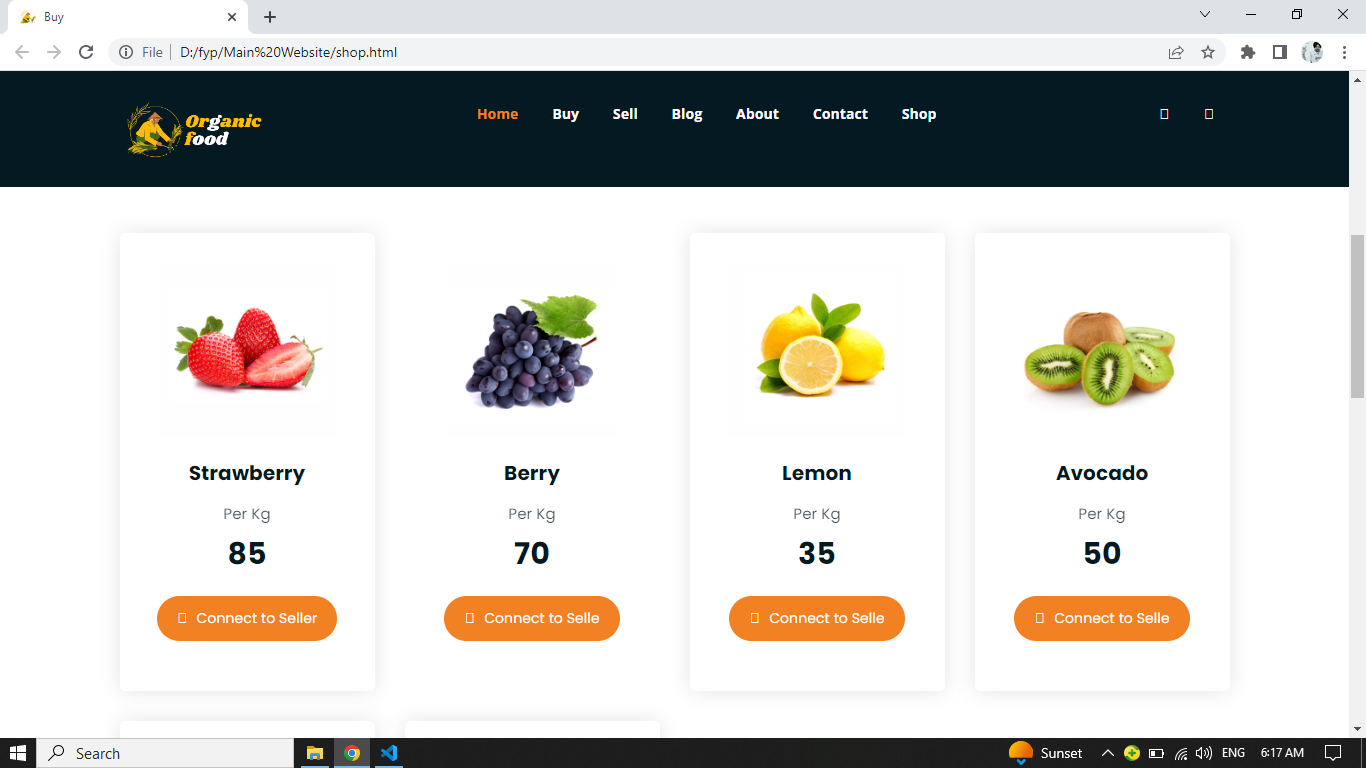 Buy
File D:/fyp/Main%20Website/shop.html
Organic
food
Home Buy Sell Blog About Contact Shop
Strawberry Berry Lemon Avocado
Per Kg Per Kg Per Kg Per Kg
85 70 35 50
Connect to Seller Connect to Selle Connect to Selle Connect to Selle
Search Sunset ENG 6:17 AM